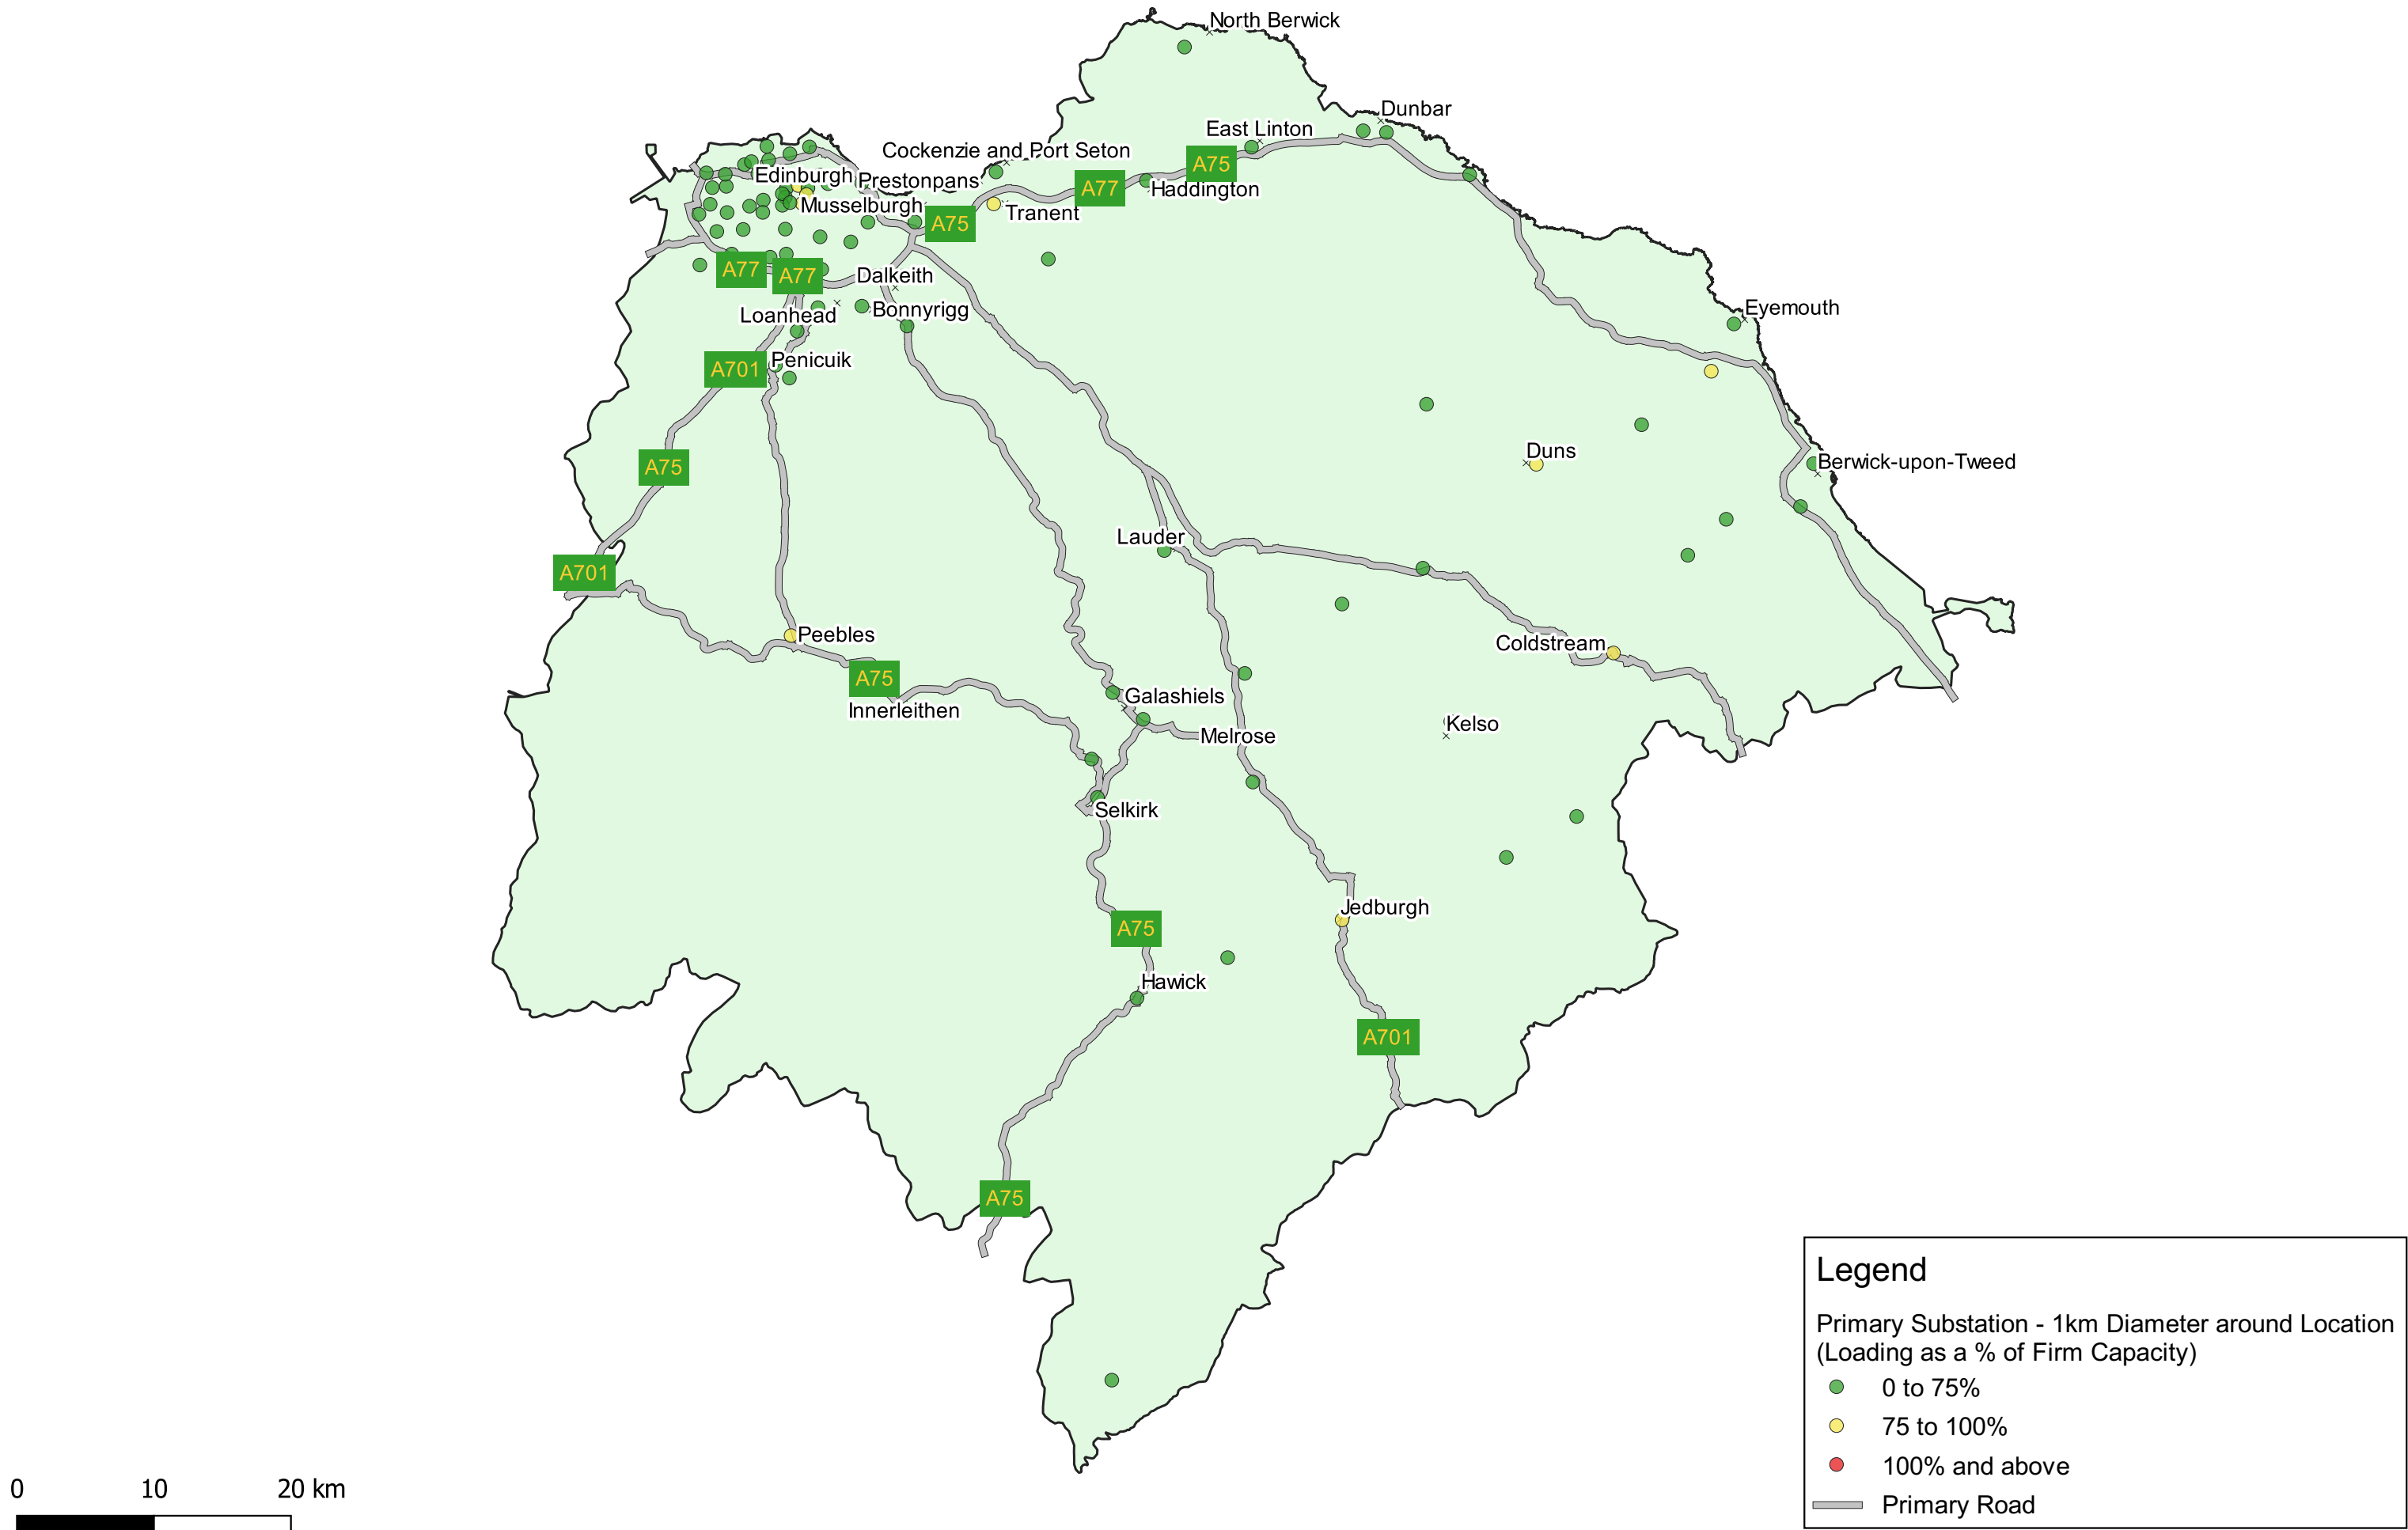 North Berwick
Dunbar
East Linton
Cockenzie and Port Seton
A75
Edinburgh
Prestonpans
A77
Haddington
Musselburgh
Tranent
A75
A77
A77
Dalkeith
Eyemouth
Loanhead
Bonnyrigg
A701
Penicuik
Duns
A75
Berwick-upon-Tweed
Lauder
A701
Peebles
Coldstream
A75
Galashiels
Innerleithen
Kelso
Melrose
Selkirk
Jedburgh
A75
Hawick
A701
A75
Legend
Primary Substation - 1km Diameter around Location
(Loading as a % of Firm Capacity)
0 to 75%
75 to 100%
100% and above
Primary Road
0 10 20 km